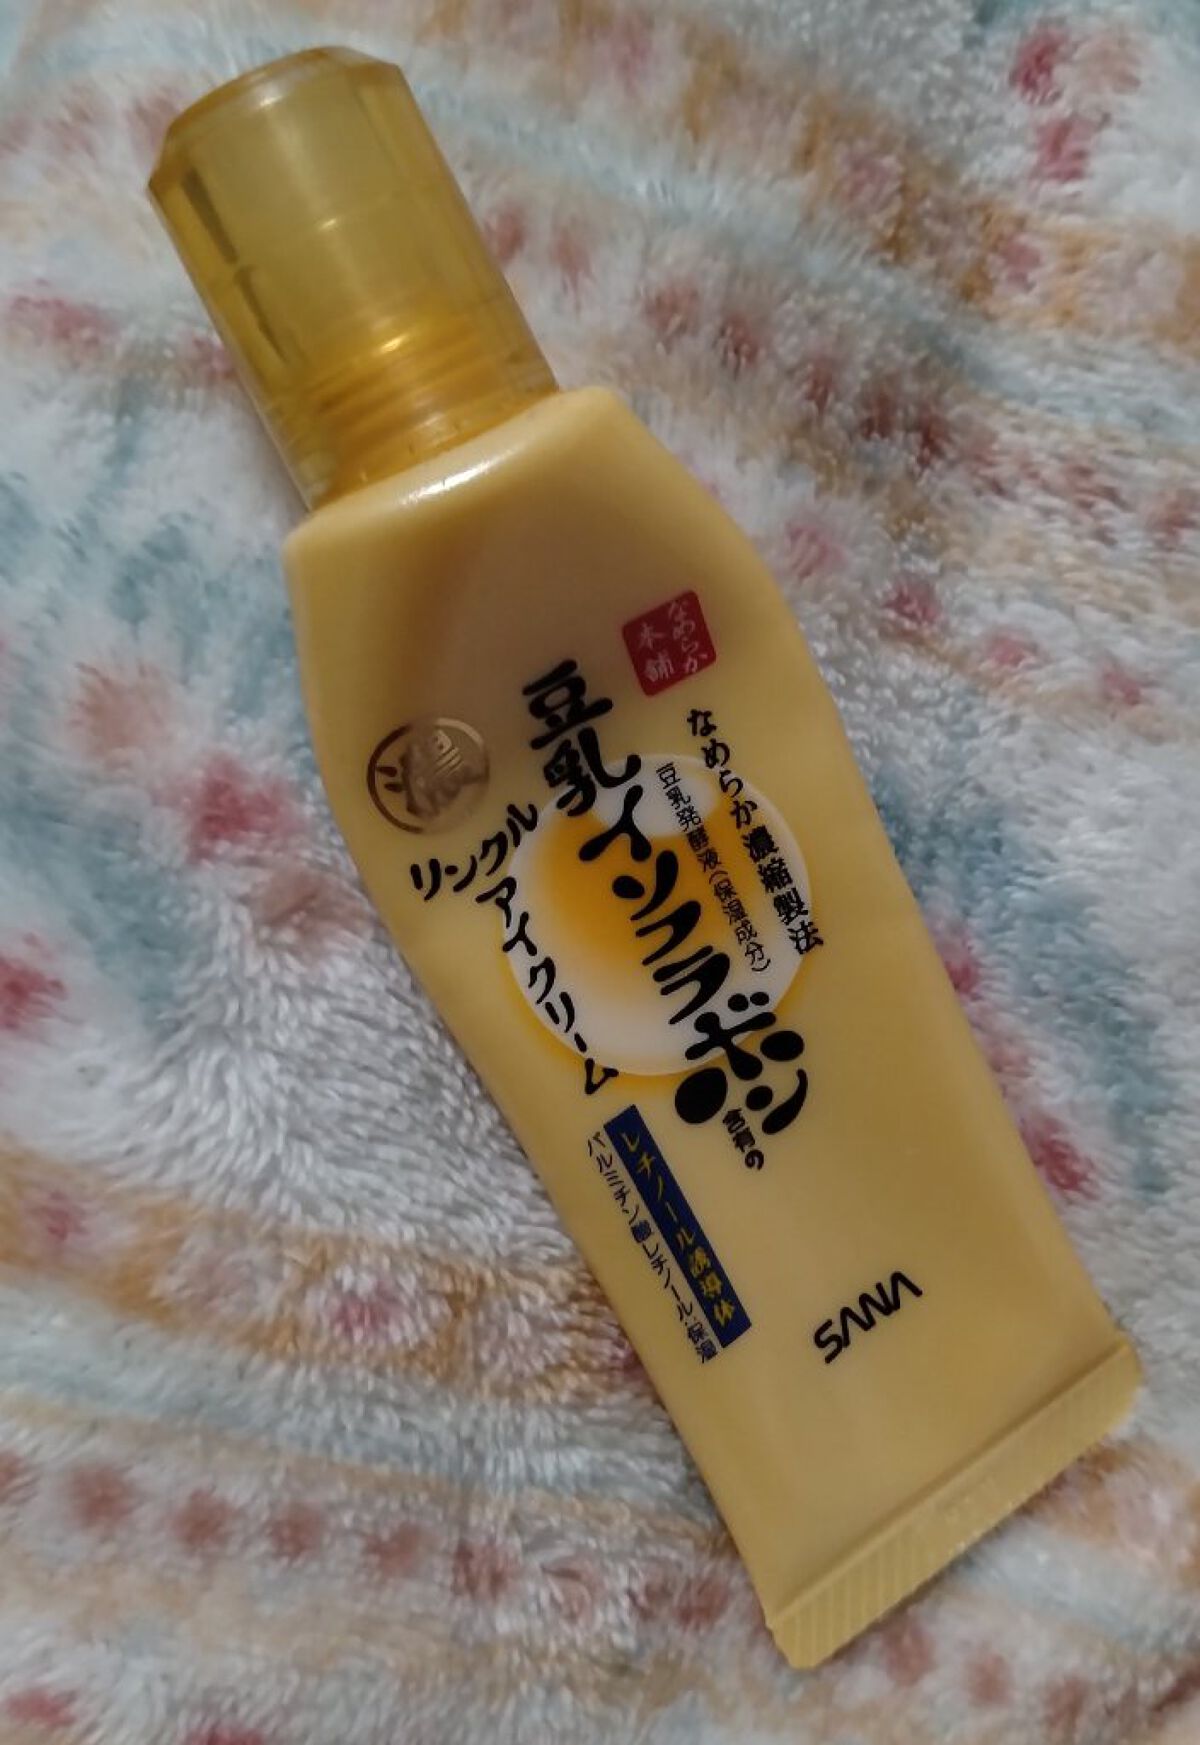 なめらか
本舗
なめらか濃縮製法
豆乳発酵液(保湿成分)
豆乳イソフラボン
含有の
濃
リンクル
アイクリーム
レチノール誘導体
パルミチン酸レチノール:保湿
SANA